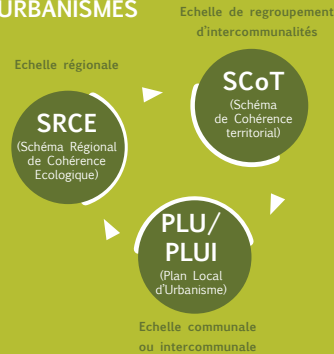 URBANISMES
Echelle de regroupement
d'intercommunalités
Echelle régionale
SCoT
(Schéma
de Cohérence
territorial)
SRCE
(Schéma Régional
de Cohérence
Ecologique)
PLU/
PLUI
(Plan Local
d'Urbanisme)
Echelle communale
ou intercommunale